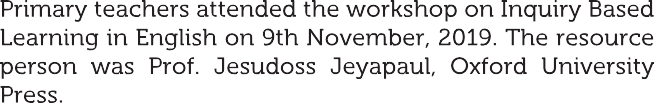 Primary teachers attended the workshop on Inquiry Based
Learning in English on 9th November, 2019. The resource
person was Prof. Jesudoss Jeyapaul, Oxford University
Press.